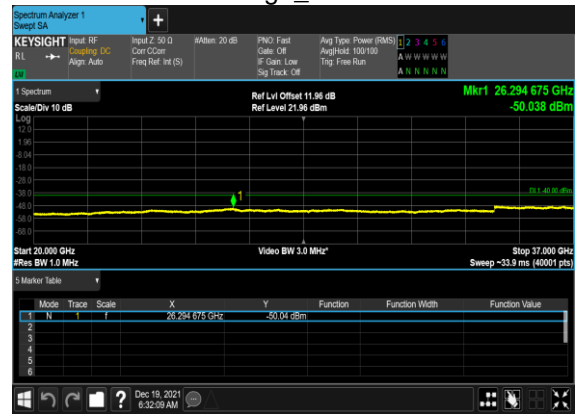 Spectrum Analyzer 1
Swept SA
KEYSIGHT Input: RF Input Z: 50 Ω #Atten: 20 dB PNO: Fast Avg Type: Power (RMS) 1 2 3 4 5 6
RL Coupling: DC Corr CCorr Gate: Off Avg|Hold: 100/100 A W W W W W
Align: Auto Freq Ref: Int (S) IF Gain: Low Trig: Free Run
Sig Track: Off A N N N N N
1 Spectrum Ref Lvl Offset 11.96 dB Mkr1 26.294 675 GHz
Scale/Div 10 dB Ref Level 21.96 dBm -50.038 dBm
Log
12.0
1.96
-8.04
-18.0
-28.0
-38.0 1 DL1 -40.00 dBm
-48.0
-58.0
-68.0
Start 20.000 GHz Video BW 3.0 MHz* Stop 37.000 GHz
#Res BW 1.0 MHz Sweep ~33.9 ms (40001 pts)
5 Marker Table
Mode Trace Scale X Y Function Function Width Function Value
1 N 1 f 26.294 675 GHz -50.04 dBm
2
3
4
5
6
? Dec 19, 2021
6:32:09 AM